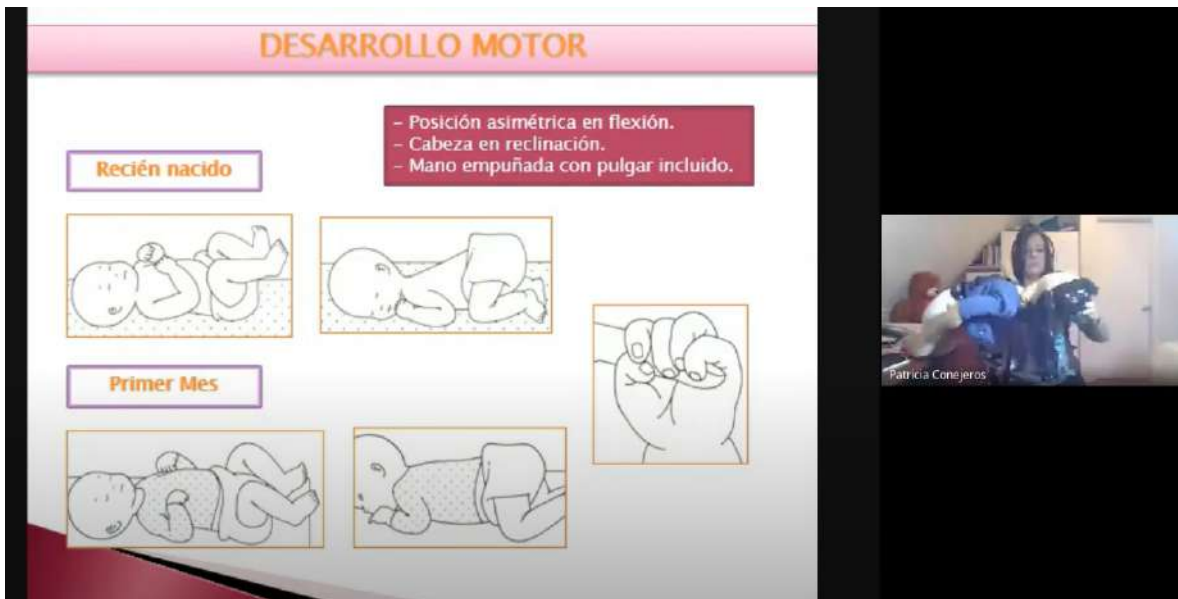 DESARROLLO MOTOR
- Posición asimétrica en flexión.
- Cabeza en reclinación.
- Mano empuñada con pulgar incluido.
Recién nacido
Primer Mes
Patricia Conejeros